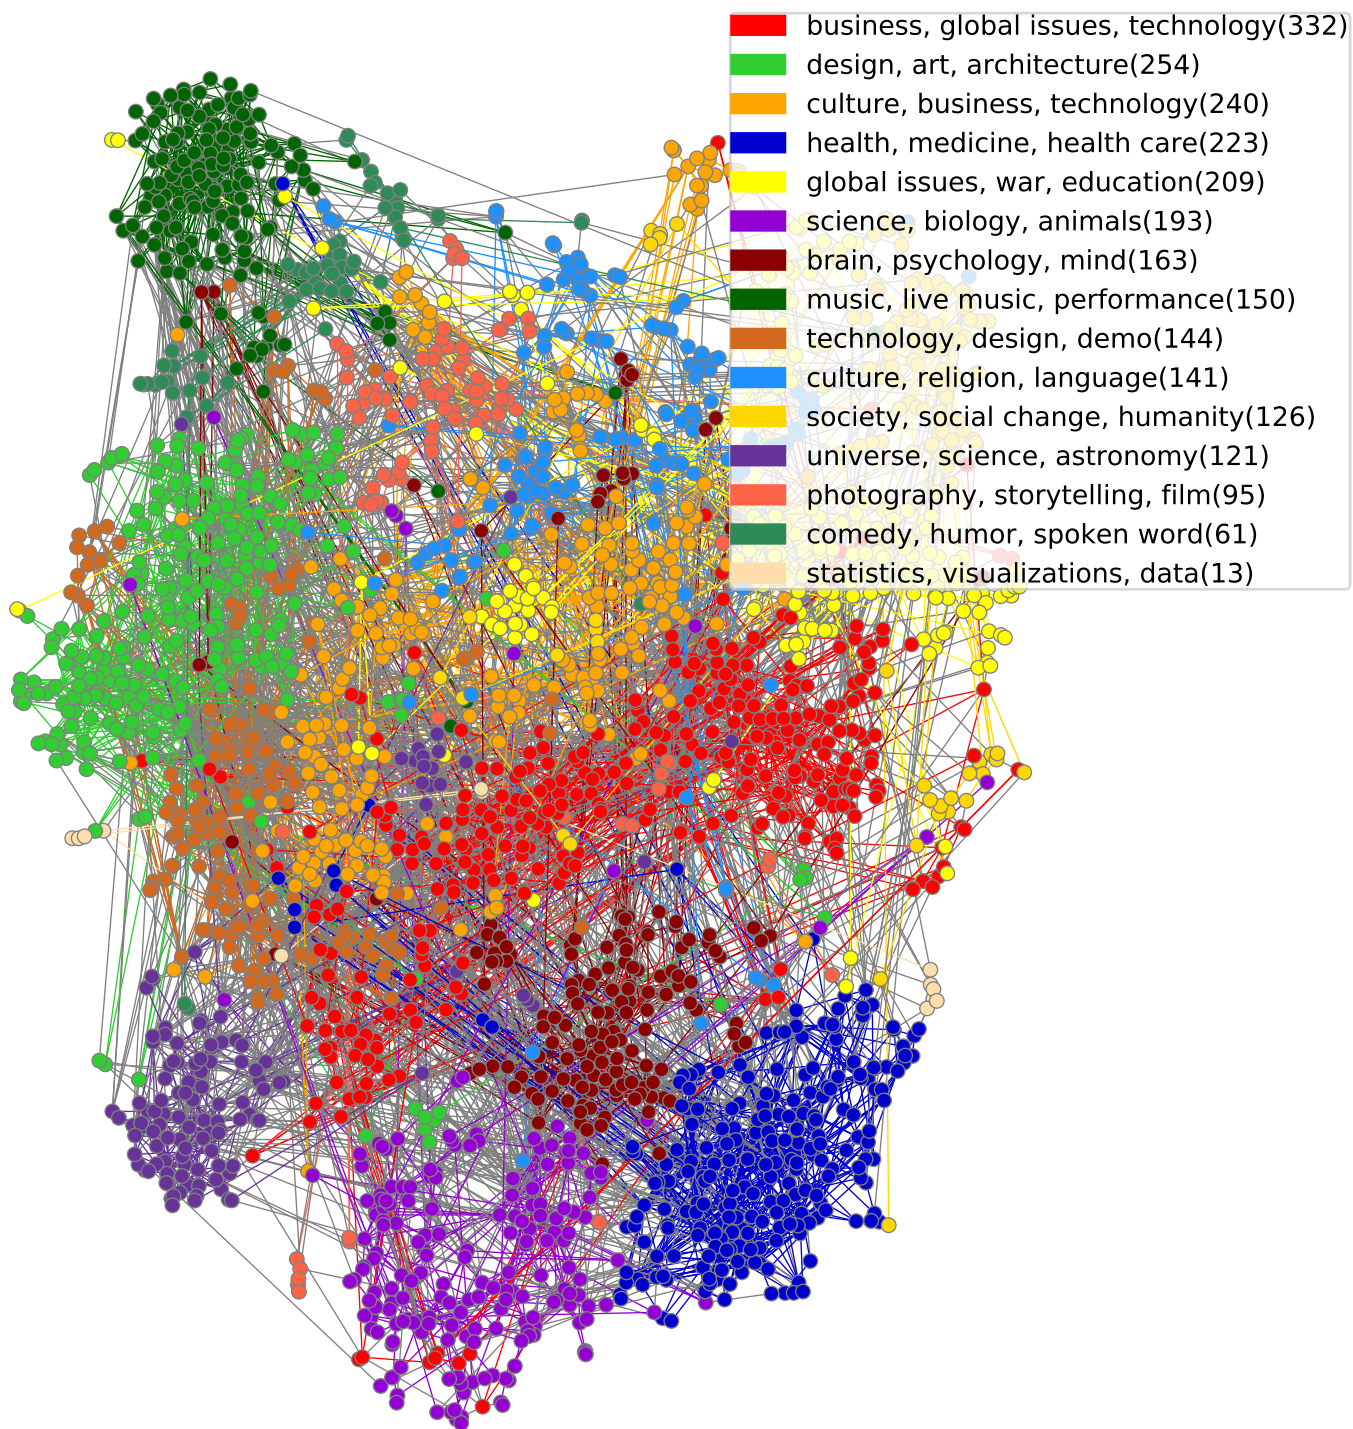 business, global issues, technology(332)
design, art, architecture(254)
culture, business, technology(240)
health, medicine, health care(223)
global issues, war, education(209)
science, biology, animals(193)
brain, psychology, mind(163)
music, live music, performance(150)
technology, design, demo(144)
culture, religion, language(141)
society, social change, humanity(126)
universe, science, astronomy(121)
photography, storytelling, film(95)
comedy, humor, spoken word(61)
statistics, visualizations, data(13)